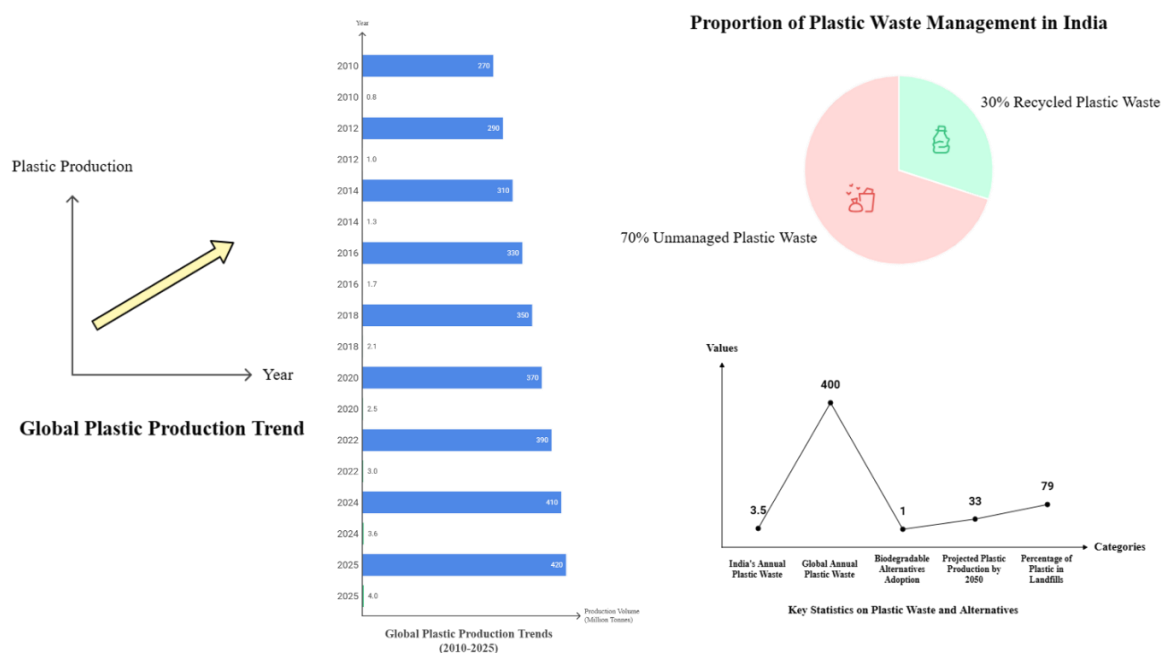 Plastic Production
Year
Global Plastic Production Trend
Year
2010
270
2010
0.8
2012
290
2012
1.0
2014
310
2014
1.3
2016
330
2016
1.7
2018
350
2018
2.1
2020
370
2020
2.5
2022
390
2022
3.0
2024
410
2024
3.6
2025
420
2025
4.0
Production Volume
(Million Tonnes)
Global Plastic Production Trends
(2010-2025)
Proportion of Plastic Waste Management in India
30% Recycled Plastic Waste
70% Unmanaged Plastic Waste
Values
400
3.5
1
33
79
Categories
India's Annual
Plastic Waste
Global Annual
Plastic Waste
Biodegradable
Alternatives
Adoption
Projected Plastic
Production by
2050
Percentage of
Plastic in
Landfills
Key Statistics on Plastic Waste and Alternatives